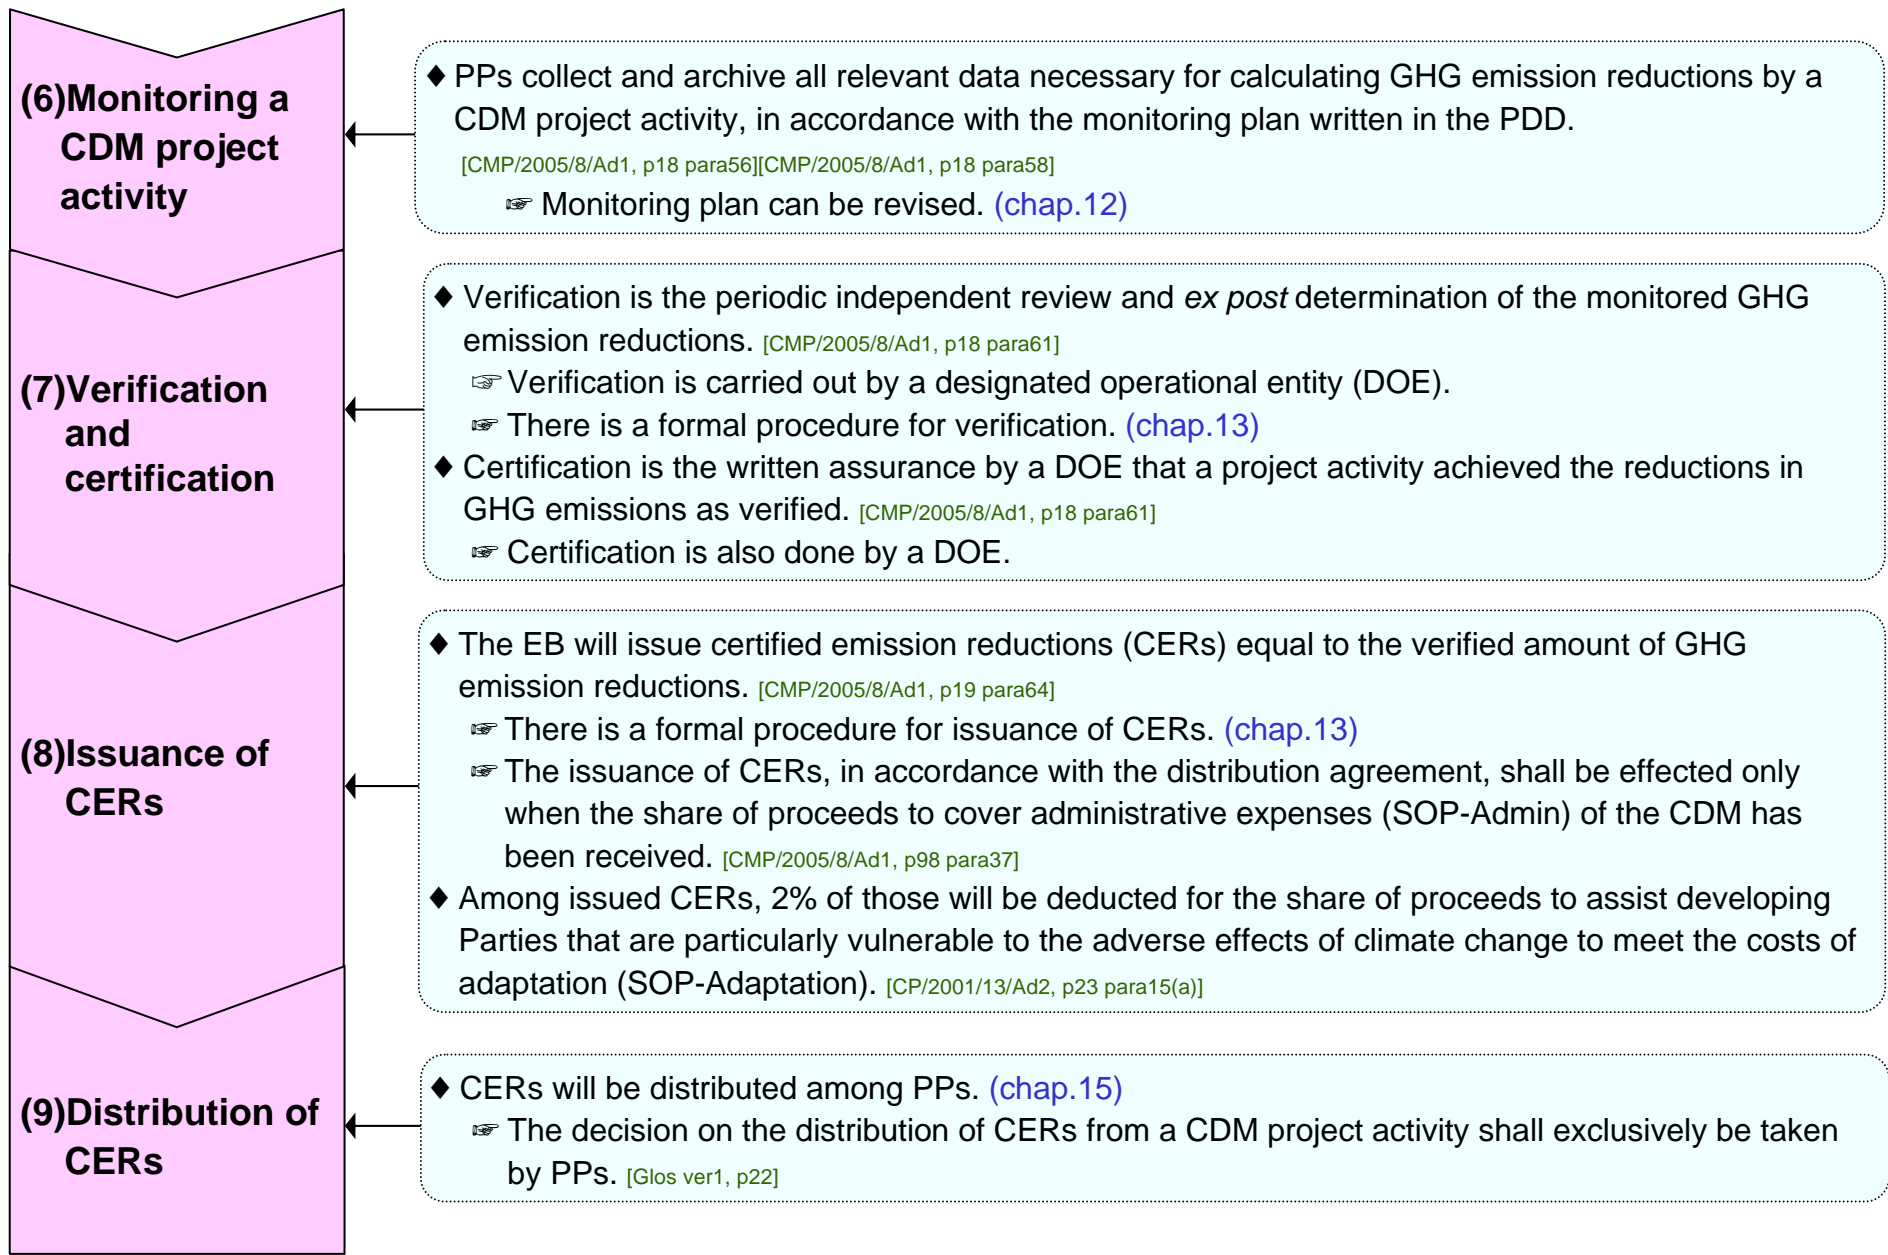 (6)Monitoring a
CDM project
activity
♦ PPs collect and archive all relevant data necessary for calculating GHG emission reductions by a
CDM project activity, in accordance with the monitoring plan written in the PDD.
[CMP/2005/8/Ad1, p18 para56][CMP/2005/8/Ad1, p18 para58]
☞ Monitoring plan can be revised. (chap.12)
(7)Verification
and
certification
♦ Verification is the periodic independent review and ex post determination of the monitored GHG
emission reductions. [CMP/2005/8/Ad1, p18 para61]
☞ Verification is carried out by a designated operational entity (DOE).
☞ There is a formal procedure for verification. (chap.13)
♦ Certification is the written assurance by a DOE that a project activity achieved the reductions in
GHG emissions as verified. [CMP/2005/8/Ad1, p18 para61]
☞ Certification is also done by a DOE.
(8)Issuance of
CERs
♦ The EB will issue certified emission reductions (CERs) equal to the verified amount of GHG
emission reductions. [CMP/2005/8/Ad1, p19 para64]
☞ There is a formal procedure for issuance of CERs. (chap.13)
☞ The issuance of CERs, in accordance with the distribution agreement, shall be effected only
when the share of proceeds to cover administrative expenses (SOP-Admin) of the CDM has
been received. [CMP/2005/8/Ad1, p98 para37]
♦ Among issued CERs, 2% of those will be deducted for the share of proceeds to assist developing
Parties that are particularly vulnerable to the adverse effects of climate change to meet the costs of
adaptation (SOP-Adaptation). [CP/2001/13/Ad2, p23 para15(a)]
(9)Distribution of
CERs
♦ CERs will be distributed among PPs. (chap.15)
☞ The decision on the distribution of CERs from a CDM project activity shall exclusively be taken
by PPs. [Glos ver1, p22]